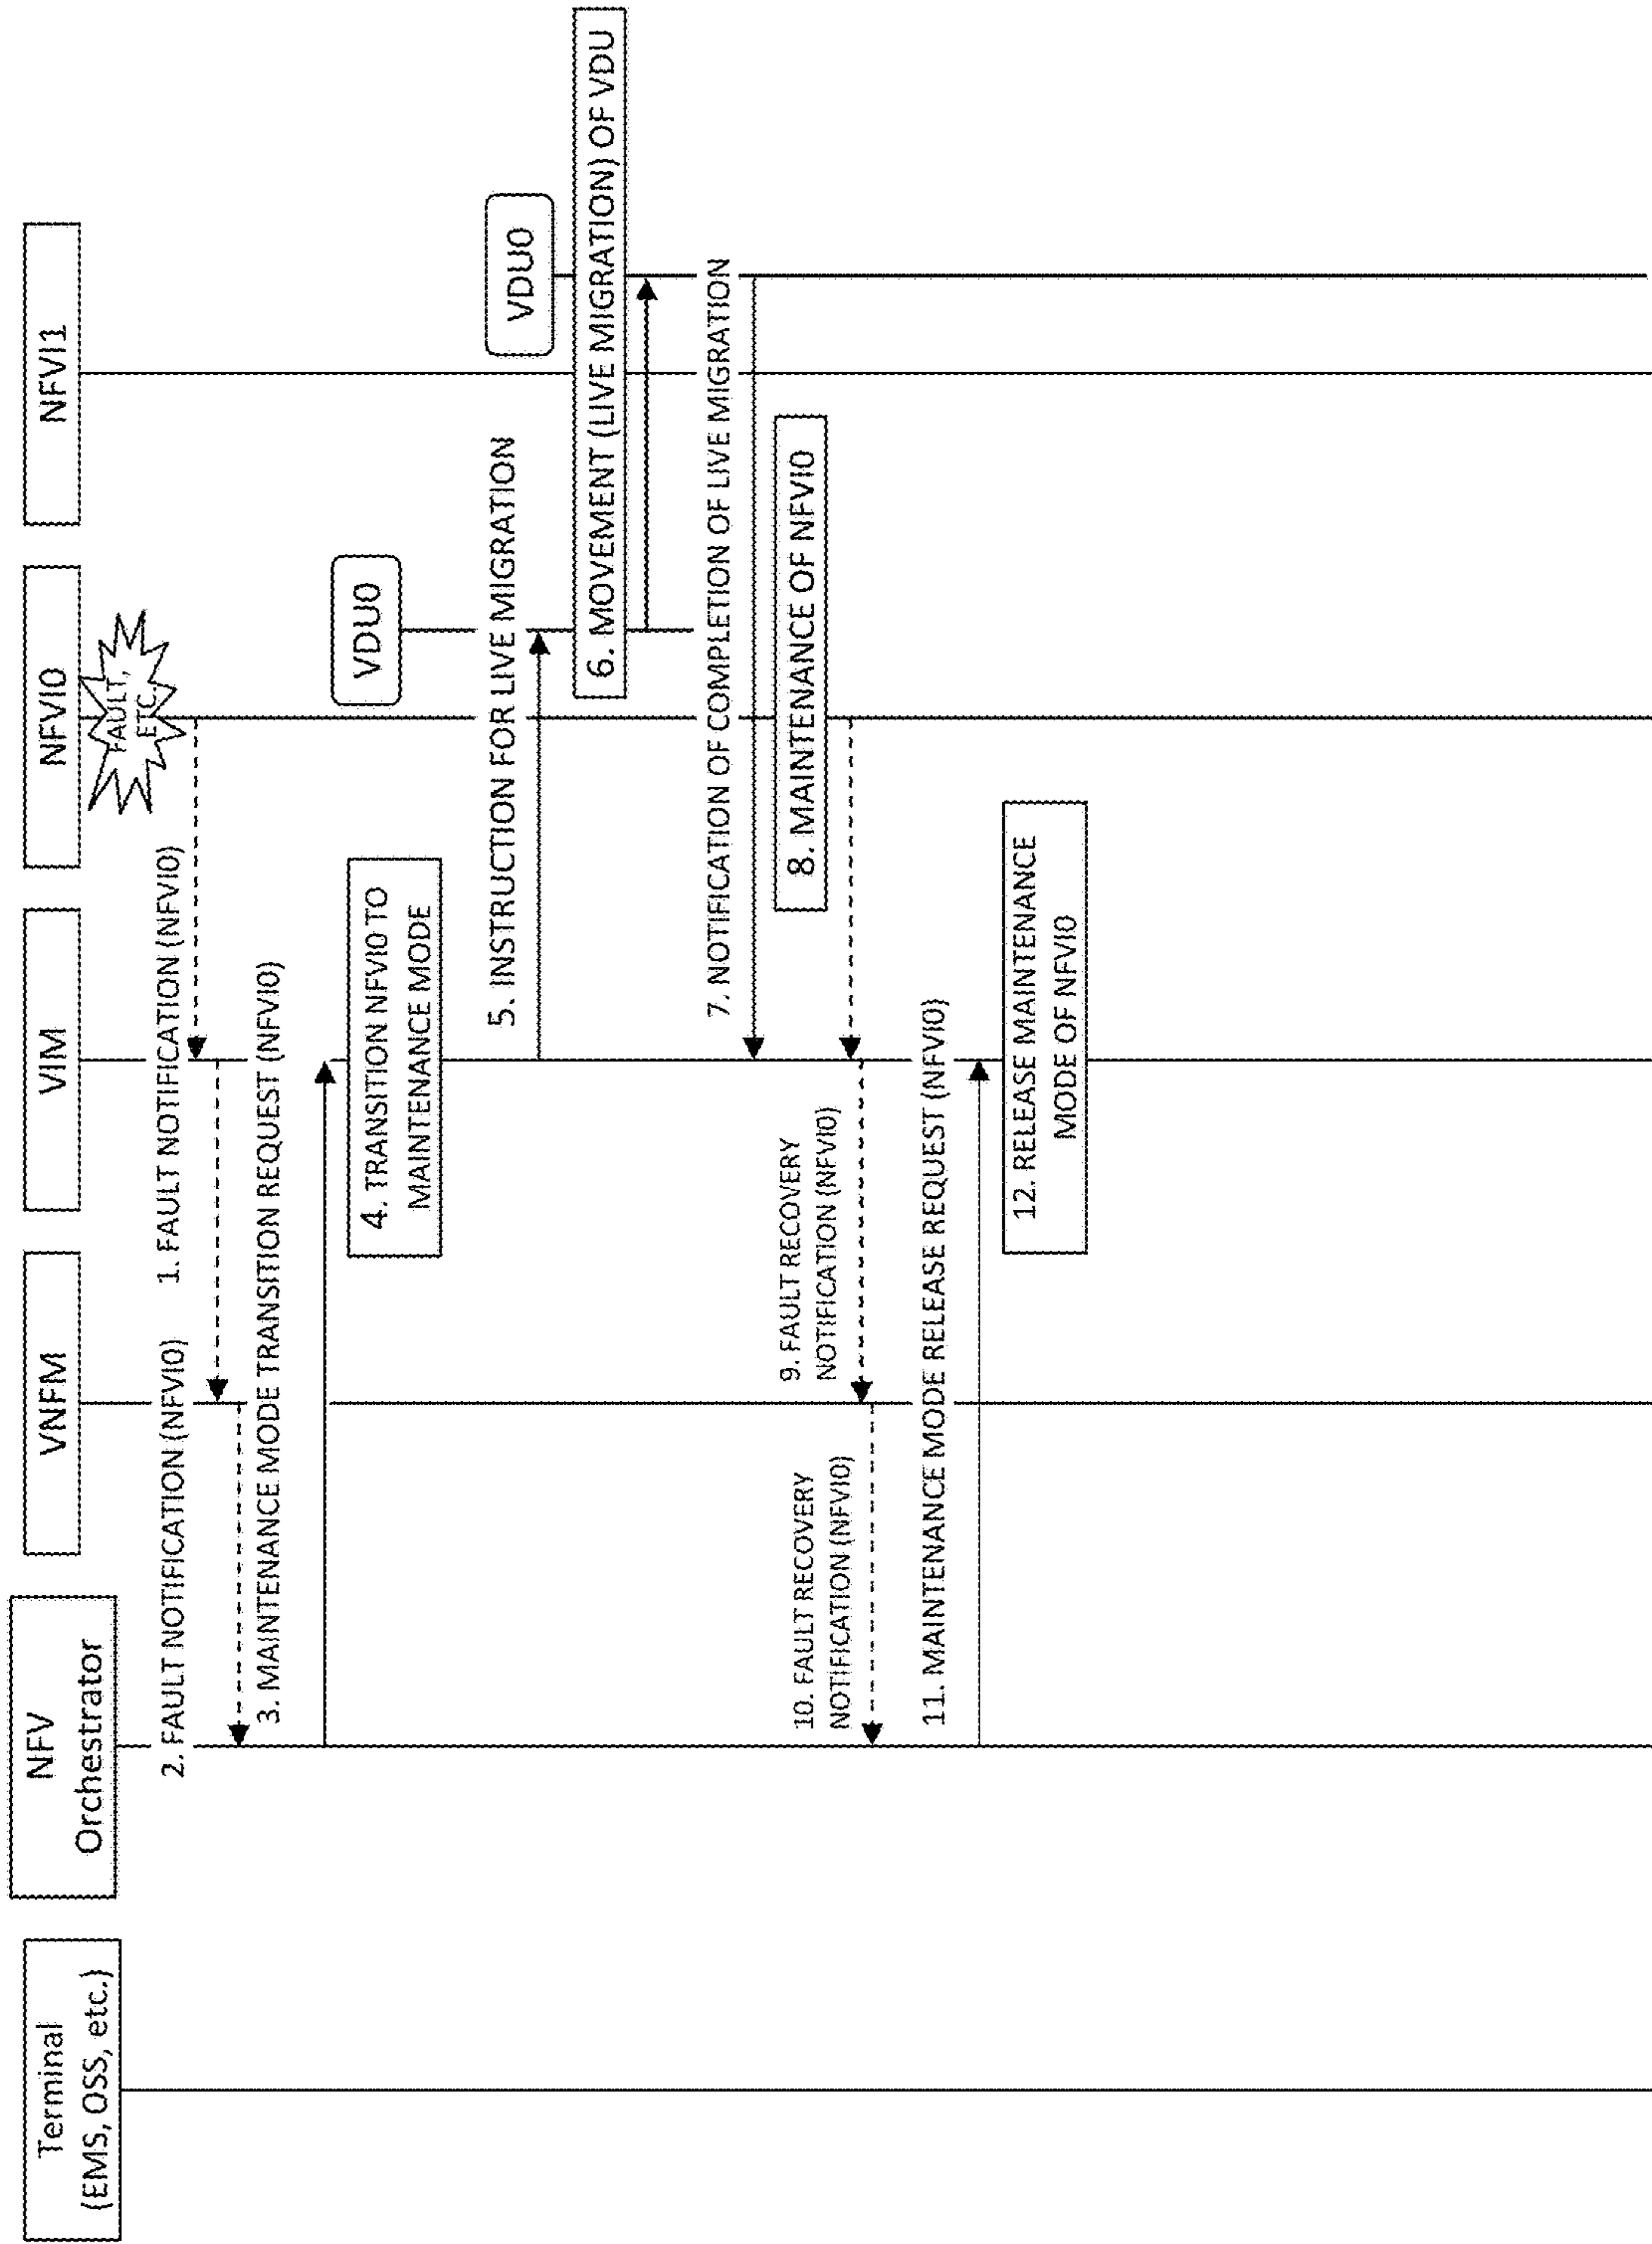 Terminal
(EMS, OSS, etc.)
NFV
Orchestrator
VNFM
VIM
NFVI0
NFVI1
FAULT,
ETC.
1. FAULT NOTIFICATION (NFVI0)
2. FAULT NOTIFICATION (NFVI0)
3. MAINTENANCE MODE TRANSITION REQUEST (NFVI0)
VDU0
4. TRANSITION NFVI0 TO
MAINTENANCE MODE
5. INSTRUCTION FOR LIVE MIGRATION
VDU0
6. MOVEMENT (LIVE MIGRATION) OF VDU
7. NOTIFICATION OF COMPLETION OF LIVE MIGRATION
8. MAINTENANCE OF NFVI0
9. FAULT RECOVERY
NOTIFICATION (NFVI0)
10. FAULT RECOVERY
NOTIFICATION (NFVI0)
11. MAINTENANCE MODE RELEASE REQUEST (NFVI0)
12. RELEASE MAINTENANCE
MODE OF NFVI0